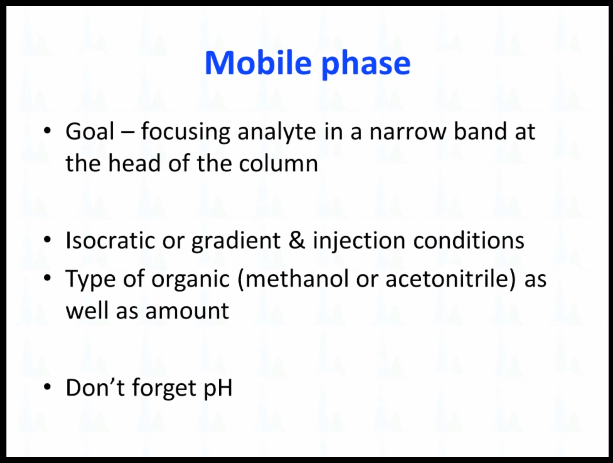 Mobile phase
• Goal – focusing analyte in a narrow band at
the head of the column
• Isocratic or gradient & injection conditions
• Type of organic (methanol or acetonitrile) as
well as amount
• Don’t forget pH